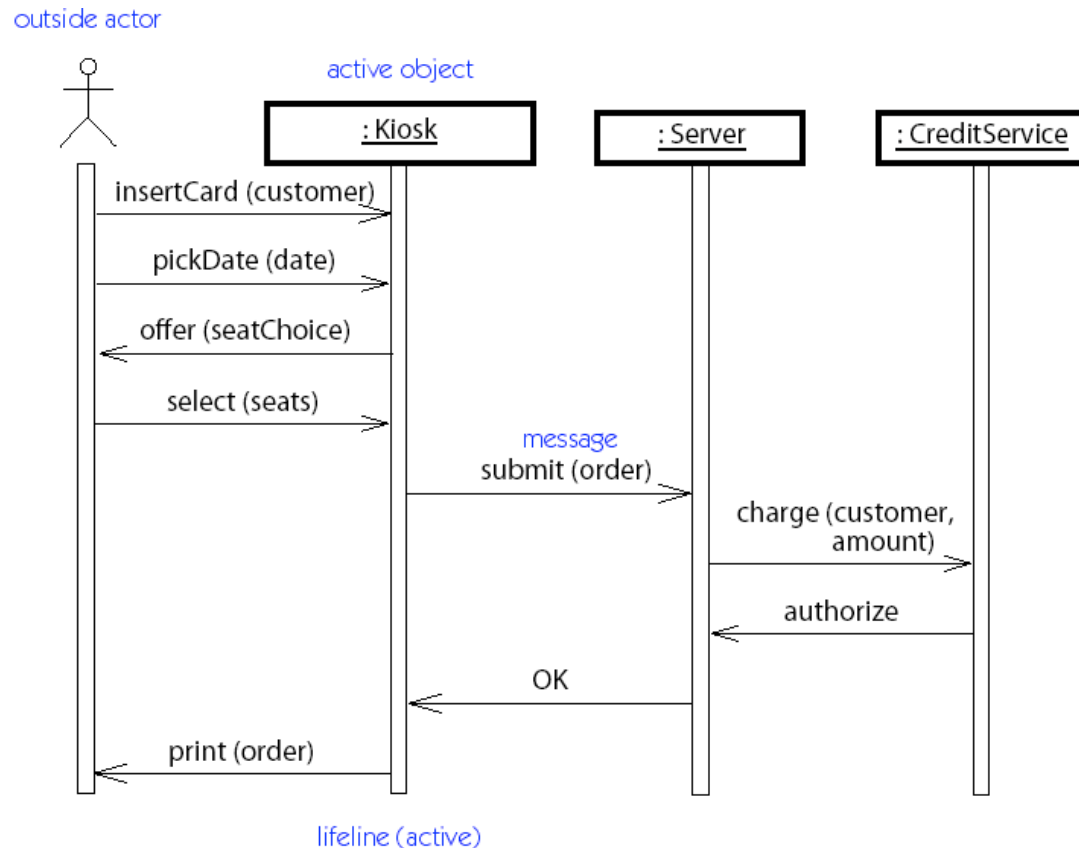 outside actor
active object
: Kiosk
: Server
: CreditService
insertCard (customer)
pickDate (date)
offer (seatChoice)
select (seats)
message
submit (order)
charge (customer,
amount)
authorize
OK
print (order)
lifeline (active)